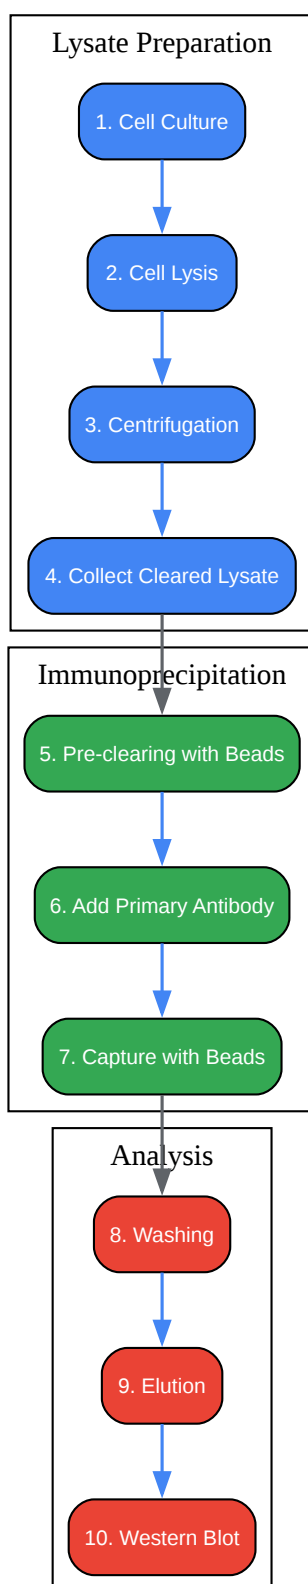 Lysate Preparation
1. Cell Culture
2. Cell Lysis
3. Centrifugation
4. Collect Cleared Lysate
Immunoprecipitation
5. Pre-clearing with Beads
6. Add Primary Antibody
7. Capture with Beads
Analysis
8. Washing
9. Elution
10. Western Blot